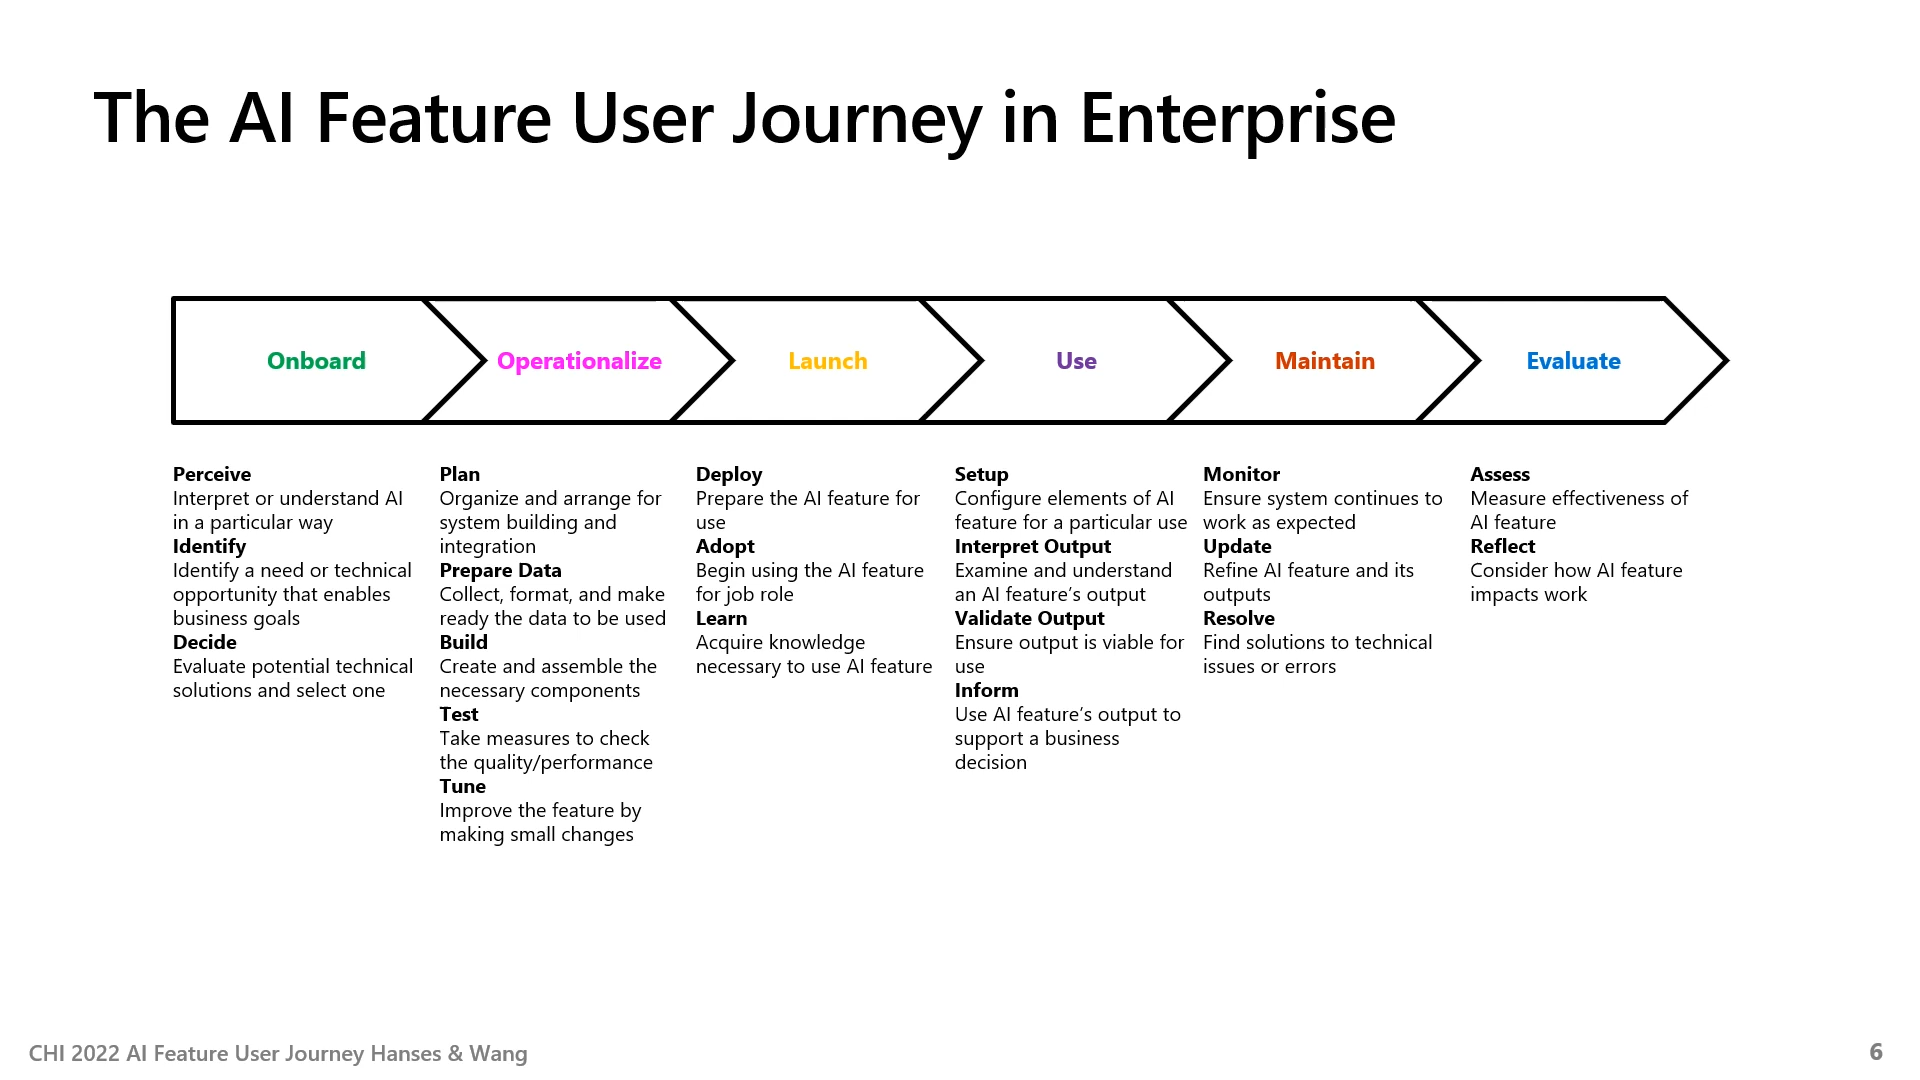 The AI Feature User Journey in Enterprise
Onboard
Operationalize
Launch
Use
Maintain
Evaluate
Perceive
Interpret or understand AI
in a particular way
Identify
Identify a need or technical
opportunity that enables
business goals
Decide
Evaluate potential technical
solutions and select one
Plan
Organize and arrange for
system building and
integration
Prepare Data
Collect, format, and make
ready the data to be used
Build
Create and assemble the
necessary components
Test
Take measures to check
the quality/performance
Tune
Improve the feature by
making small changes
Deploy
Prepare the AI feature for
use
Adopt
Begin using the AI feature
for job role
Learn
Acquire knowledge
necessary to use AI feature
Setup
Configure elements of AI
feature for a particular use
Interpret Output
Examine and understand
an AI feature’s output
Validate Output
Ensure output is viable for
use
Inform
Use AI feature’s output to
support a business
decision
Monitor
Ensure system continues to
work as expected
Update
Refine AI feature and its
outputs
Resolve
Find solutions to technical
issues or errors
Assess
Measure effectiveness of
AI feature
Reflect
Consider how AI feature
impacts work
CHI 2022 AI Feature User Journey Hanses & Wang
6